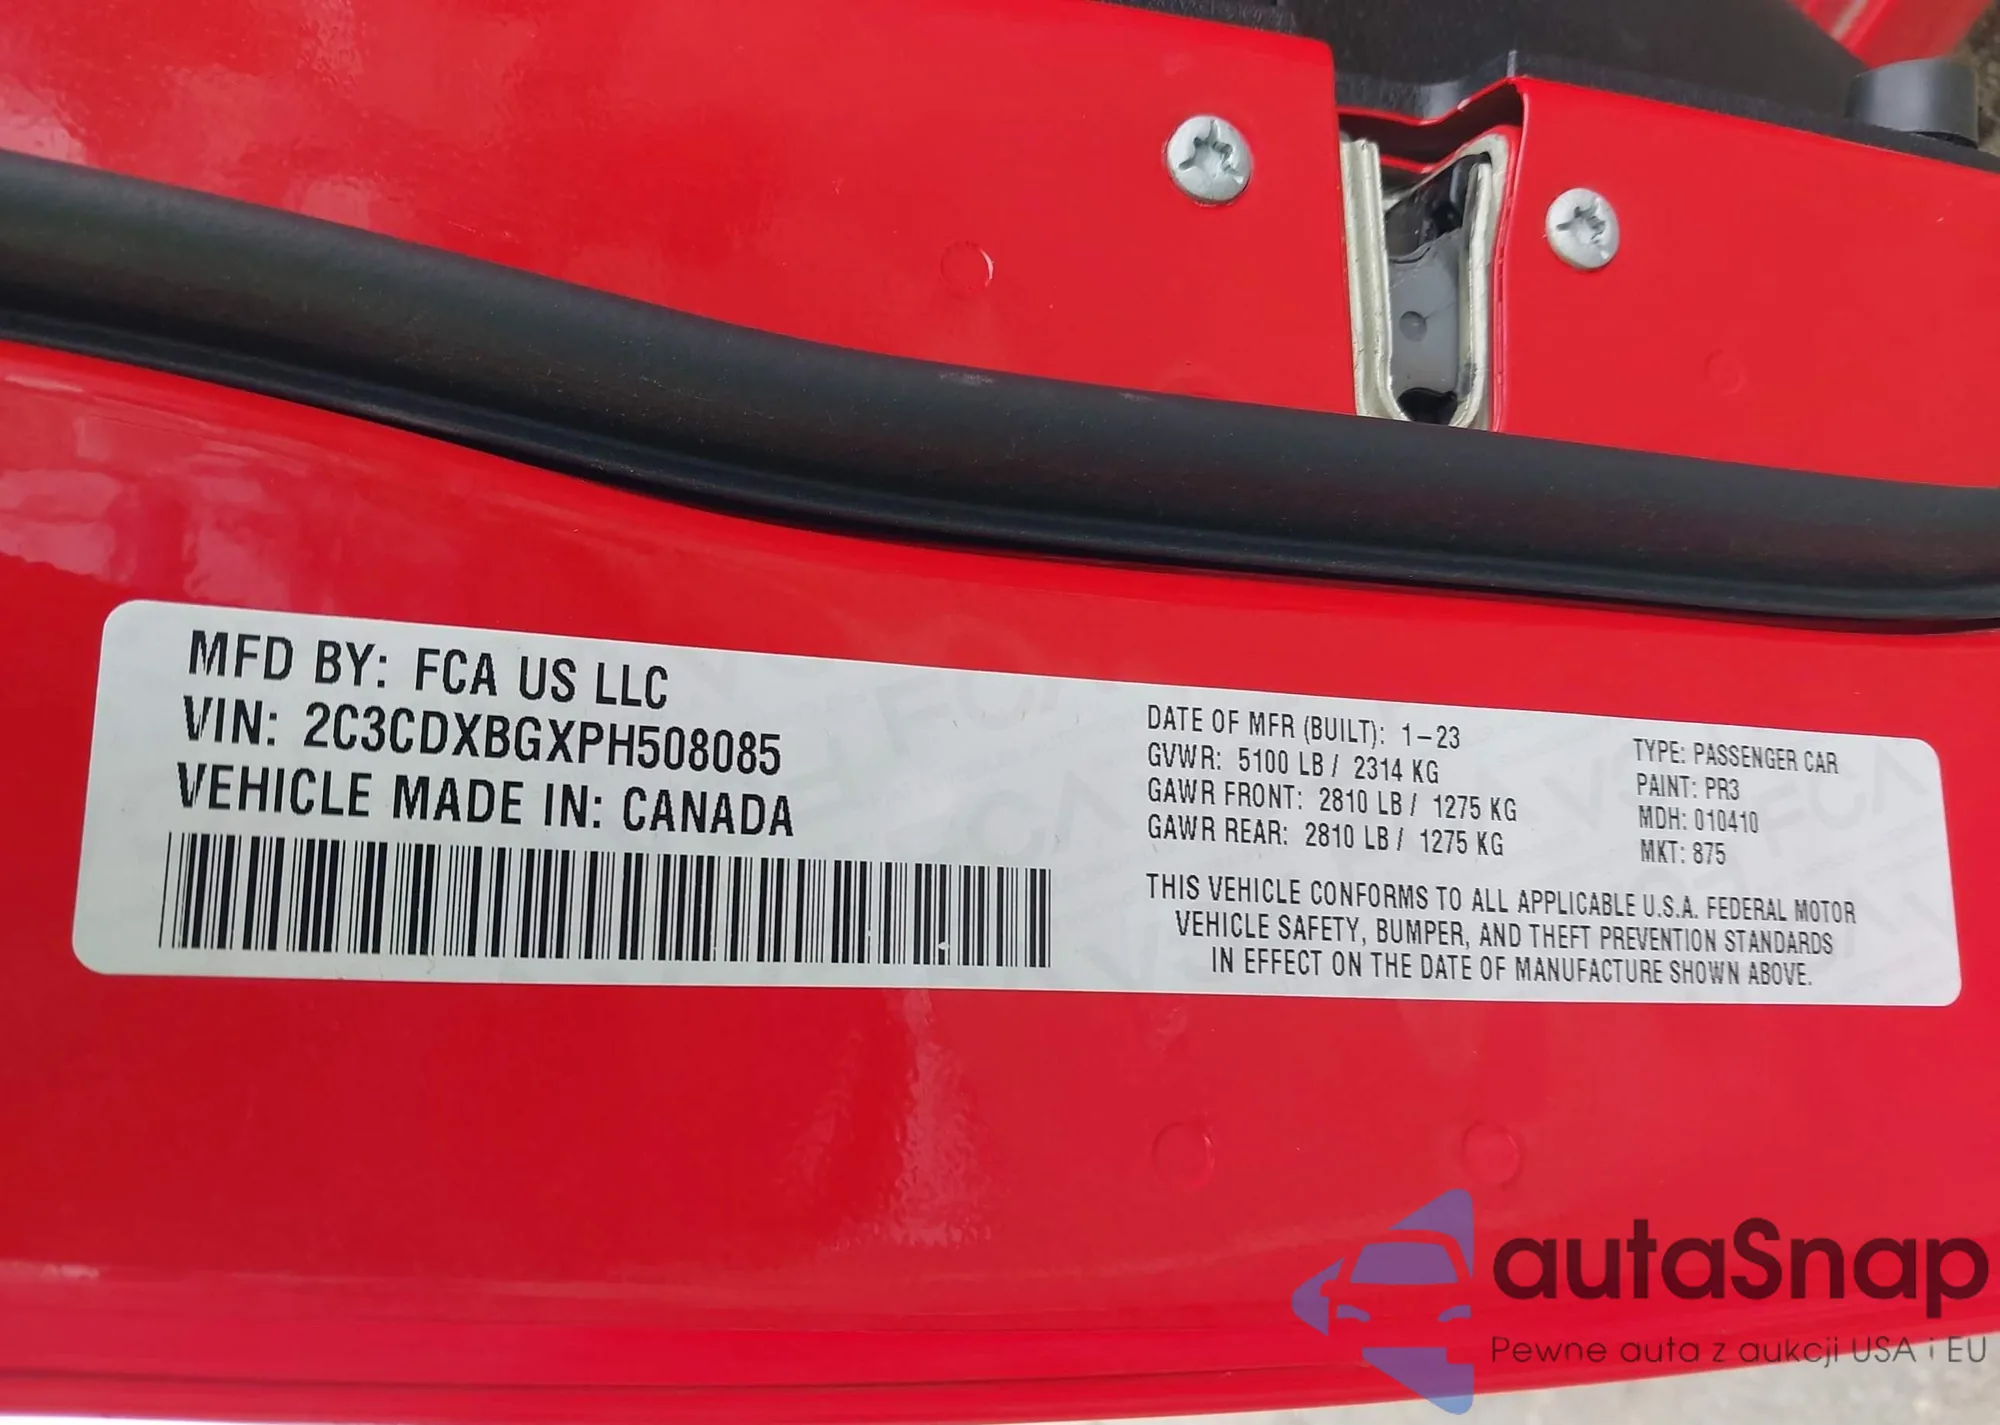 MFD BY: FCA US LLC
VIN: 2C3CDXBGXPH508085
VEHICLE MADE IN: CANADA
DATE OF MFR (BUILT): 1-23
GVWR: 5100 LB / 2314 KG
GAWR FRONT: 2810 LB / 1275 KG
GAWR REAR: 2810 LB / 1275 KG
TYPE: PASSENGER CAR
PAINT: PR3
MDH: 010410
MKT: 875
THIS VEHICLE CONFORMS TO ALL APPLICABLE U.S.A. FEDERAL MOTOR
VEHICLE SAFETY, BUMPER, AND THEFT PREVENTION STANDARDS
IN EFFECT ON THE DATE OF MANUFACTURE SHOWN ABOVE.
autaSnap
Pewne auta z aukcji USA i EU